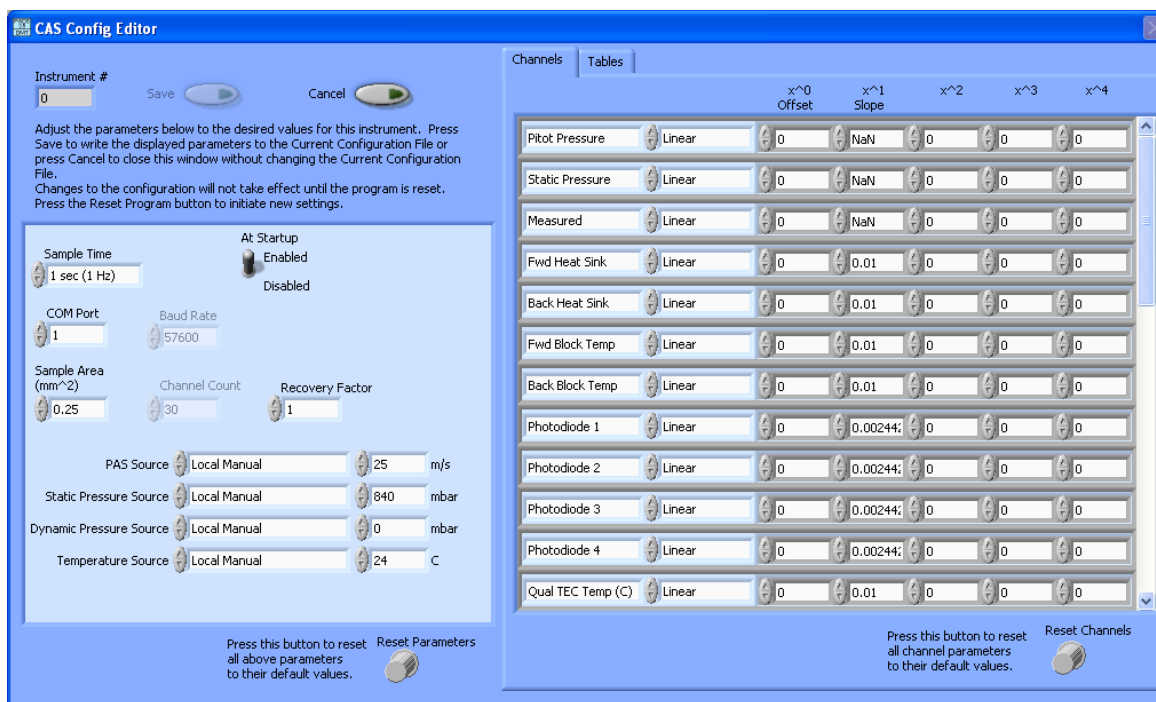 CAS Config Editor
Instrument #
0
Save
Cancel
Adjust the parameters below to the desired values for this instrument. Press
Save to write the displayed parameters to the Current Configuration File or
press Cancel to close this window without changing the Current Configuration
File.
Changes to the configuration will not take effect until the program is reset.
Press the Reset Program button to initiate new settings.
Sample Time
1 sec (1 Hz)
At Startup
Enabled
Disabled
COM Port
1
Baud Rate
57600
Sample Area
(mm^2)
0.25
Channel Count
30
Recovery Factor
1
PAS Source Local Manual 25 m/s
Static Pressure Source Local Manual 840 mbar
Dynamic Pressure Source Local Manual 0 mbar
Temperature Source Local Manual 24 C
Press this button to reset
all above parameters
to their default values.
Reset Parameters
Channels Tables
x^0 x^1 x^2 x^3 x^4
Offset Slope
Pitot Pressure Linear 0 NaN 0 0 0
Static Pressure Linear 0 NaN 0 0 0
Measured Linear 0 NaN 0 0 0
Fwd Heat Sink Linear 0 0.01 0 0 0
Back Heat Sink Linear 0 0.01 0 0 0
Fwd Block Temp Linear 0 0.01 0 0 0
Back Block Temp Linear 0 0.01 0 0 0
Photodiode 1 Linear 0 0.002442 0 0 0
Photodiode 2 Linear 0 0.002442 0 0 0
Photodiode 3 Linear 0 0.002442 0 0 0
Photodiode 4 Linear 0 0.002442 0 0 0
Qual TEC Temp (C) Linear 0 0.01 0 0 0
Press this button to reset
all channel parameters
to their default values.
Reset Channels